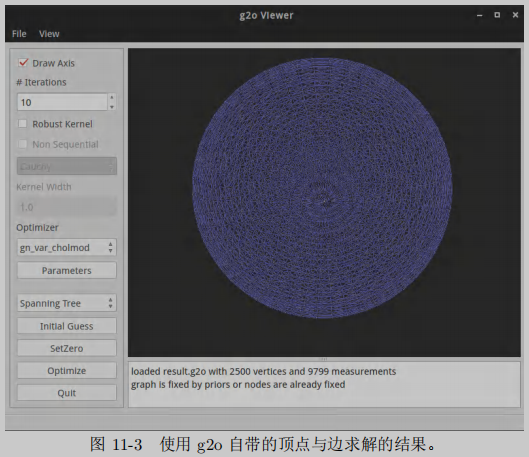 g2o Viewer
File View
Draw Axis
# Iterations
10
Robust Kernel
Non Sequential
Cauchy
Kernel Width
1.0
Optimizer
gn_var_cholmod
Parameters
Spanning Tree
Initial Guess
SetZero
Optimize
Quit
loaded result.g2o with 2500 vertices and 9799 measurements
graph is fixed by priors or nodes are already fixed
图 11-3 使用 g2o 自带的顶点与边求解的结果。